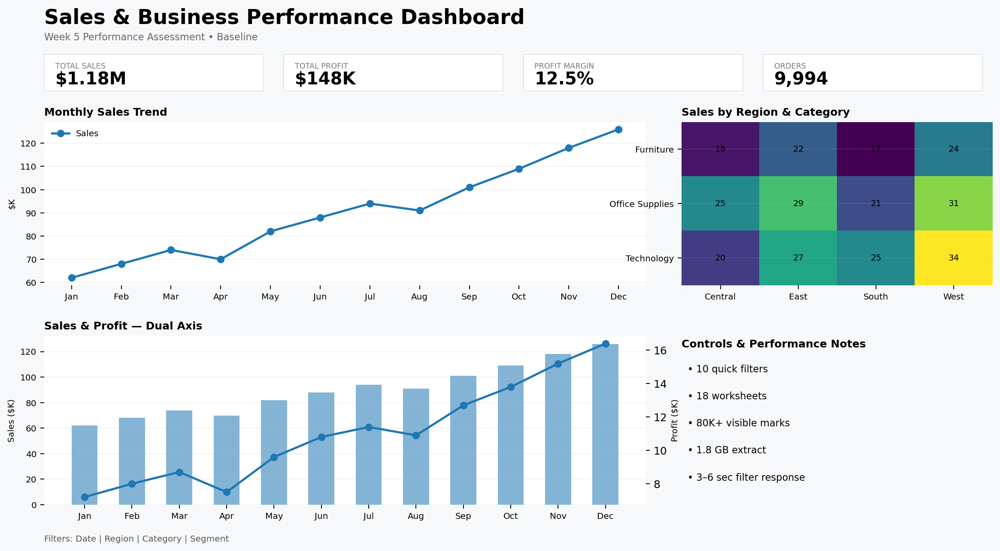 Sales & Business Performance Dashboard
Week 5 Performance Assessment • Baseline
TOTAL SALES
$1.18M
TOTAL PROFIT
$148K
PROFIT MARGIN
12.5%
ORDERS
9,994
Monthly Sales Trend
Sales
120
110
100
90
80
70
60
$K
Jan Feb Mar Apr May Jun Jul Aug Sep Oct Nov Dec
Sales by Region & Category
Furniture 18 22 17 24
Office Supplies 25 29 21 31
Technology 20 27 25 34
Central East South West
Sales & Profit — Dual Axis
120
100
80
60
40
20
0
Sales ($K)
16
14
12
10
8
Profit ($K)
Jan Feb Mar Apr May Jun Jul Aug Sep Oct Nov Dec
Controls & Performance Notes
• 10 quick filters
• 18 worksheets
• 80K+ visible marks
• 1.8 GB extract
• 3–6 sec filter response
Filters: Date | Region | Category | Segment